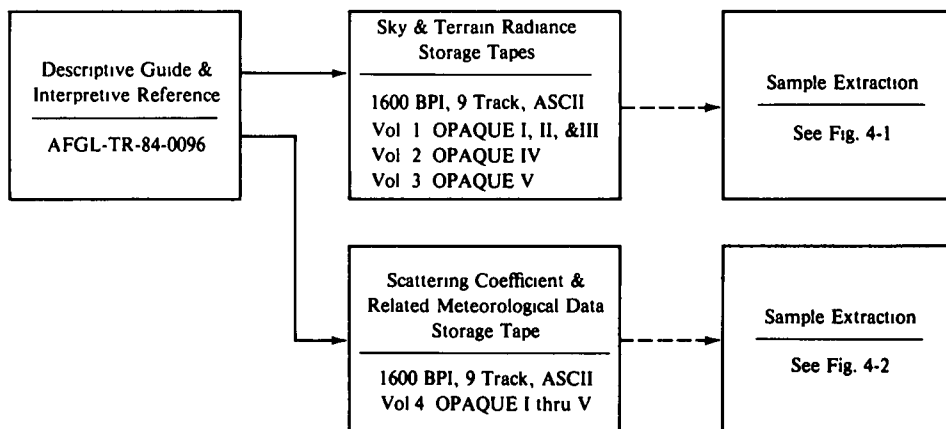 Descriptive Guide &
Interpretive Reference
AFGL-TR-84-0096
Sky & Terrain Radiance
Storage Tapes
1600 BPI, 9 Track, ASCII
Vol 1 OPAQUE I, II, &III
Vol 2 OPAQUE IV
Vol 3 OPAQUE V
Sample Extraction
See Fig. 4-1
Scattering Coefficient &
Related Meteorological Data
Storage Tape
1600 BPI, 9 Track, ASCII
Vol 4 OPAQUE I thru V
Sample Extraction
See Fig. 4-2